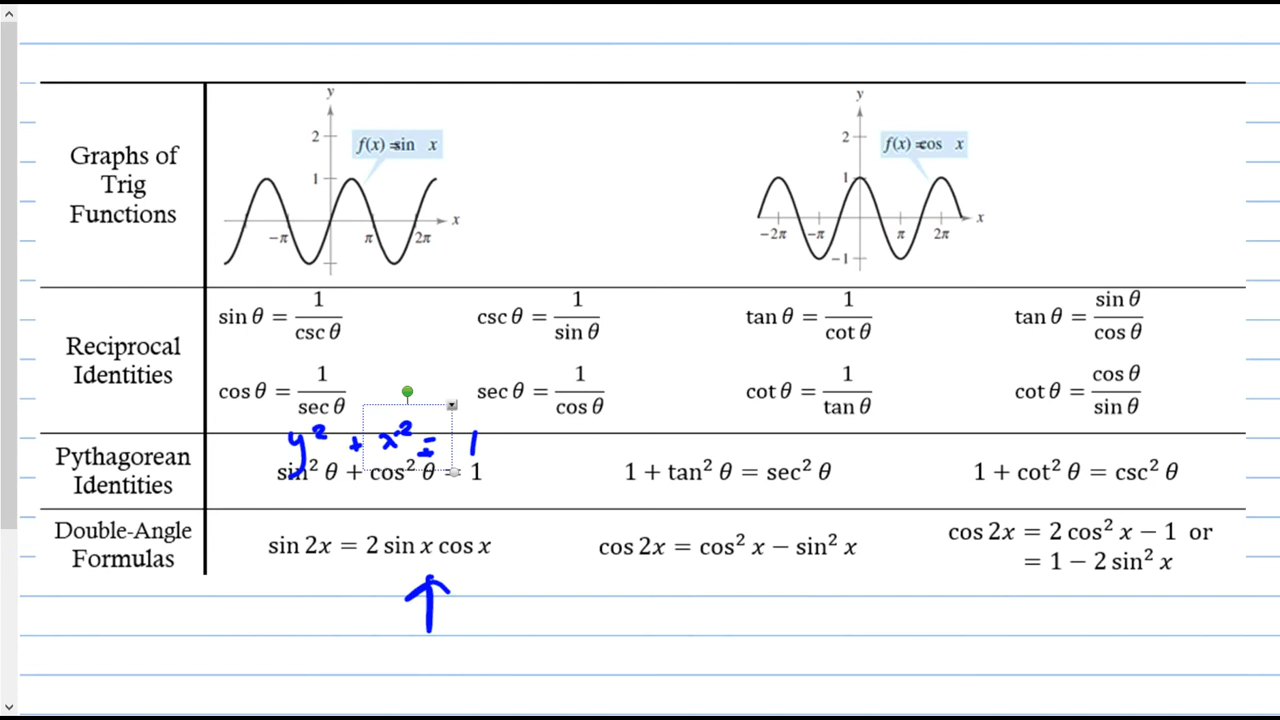 Graphs of
Trig
Functions
y
2
1
f(x)=sin x
−π
π
2π
x
y
2
1
−1
f(x)=cos x
−2π
−π
π
2π
x
Reciprocal
Identities
sin θ = 1/csc θ
csc θ = 1/sin θ
tan θ = 1/cot θ
tan θ = sin θ/cos θ
cos θ = 1/sec θ
sec θ = 1/cos θ
cot θ = 1/tan θ
cot θ = cos θ/sin θ
y² + x² = 1
Pythagorean
Identities
sin² θ + cos² θ = 1
1 + tan² θ = sec² θ
1 + cot² θ = csc² θ
Double-Angle
Formulas
sin 2x = 2 sin x cos x
cos 2x = cos² x − sin² x
cos 2x = 2 cos² x − 1 or
= 1 − 2 sin² x